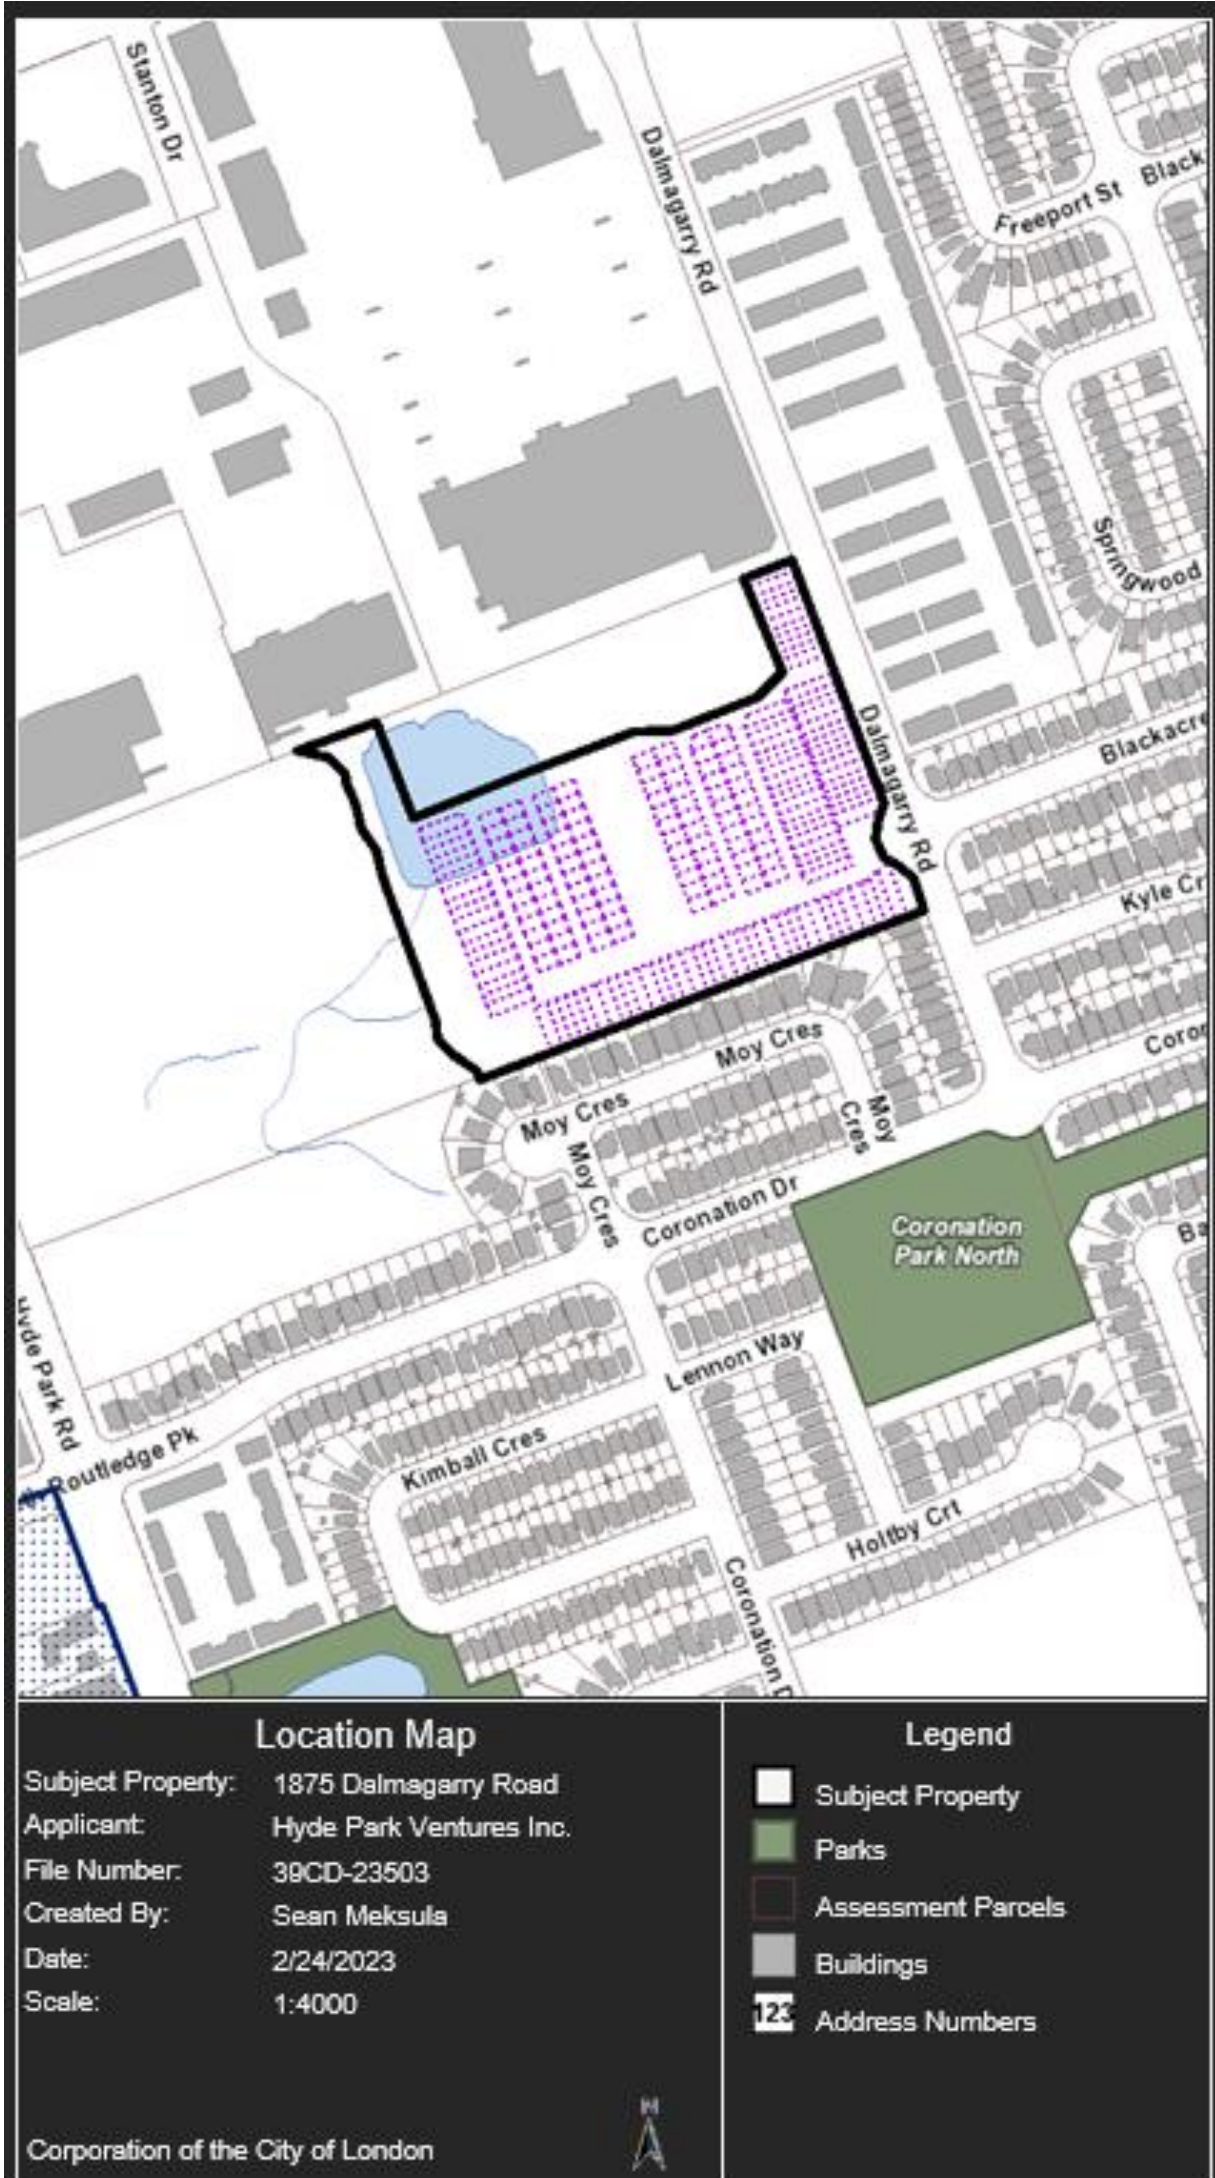 Stanton Dr
Dalmagarry Rd
Freeport St
Black
Springwood
Dalmagarry Rd
Blackacre
Kyle Cr
Coron
Moy Cres
Moy Cres
Moy Cres
Moy Cres
Coronation Dr
Coronation
Park North
Ba
Hyde Park Rd
Lennon Way
Routledge Pk
Kimball Cres
Holtby Crt
Coronation D
Location Map
Subject Property: 1875 Dalmagarry Road
Applicant: Hyde Park Ventures Inc.
File Number: 39CD-23503
Created By: Sean Meksula
Date: 2/24/2023
Scale: 1:4000
Corporation of the City of London
N
Legend
Subject Property
Parks
Assessment Parcels
Buildings
123 Address Numbers